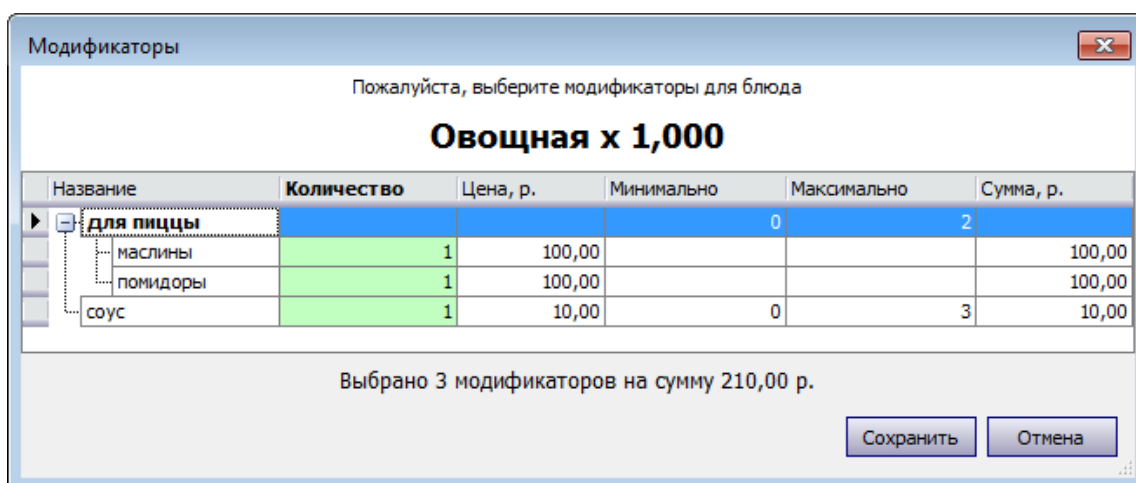 Модификаторы
Пожалуйста, выберите модификаторы для блюда
Овощная x 1,000
Название Количество Цена, р. Минимально Максимально Сумма, р.
для пиццы 0 2
маслины 1 100,00 100,00
помидоры 1 100,00 100,00
соус 1 10,00 0 3 10,00
Выбрано 3 модификаторов на сумму 210,00 р.
Сохранить Отмена